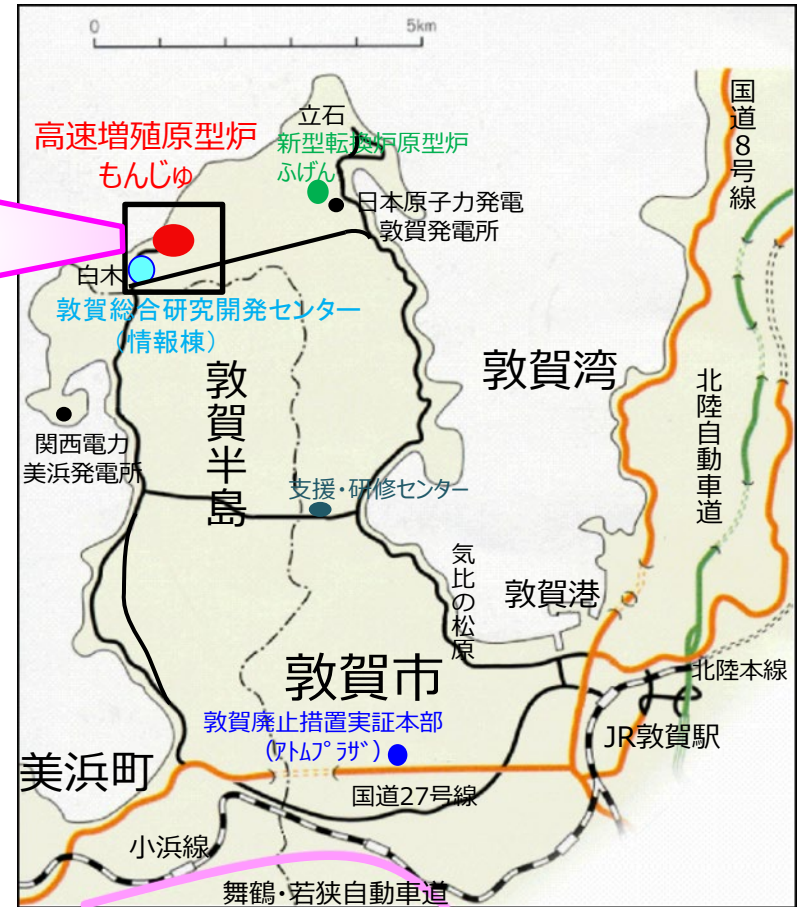 0
5km
国道8号線
立石
高速増殖原型炉
もんじゅ
新型転換炉原型炉
ふげん
日本原子力発電
敦賀発電所
白木
敦賀総合研究開発センター
(情報棟)
敦賀湾
敦賀半島
北陸自動車道
関西電力
美浜発電所
支援・研修センター
気比の松原
敦賀港
敦賀市
北陸本線
敦賀廃止措置実証本部
(アトムプラザ)
JR敦賀駅
美浜町
国道27号線
小浜線
舞鶴・若狭自動車道